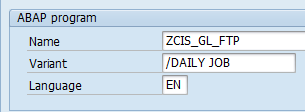 ABAP program
Name ZCIS_GL_FTP
Variant /DAILY JOB
Language EN